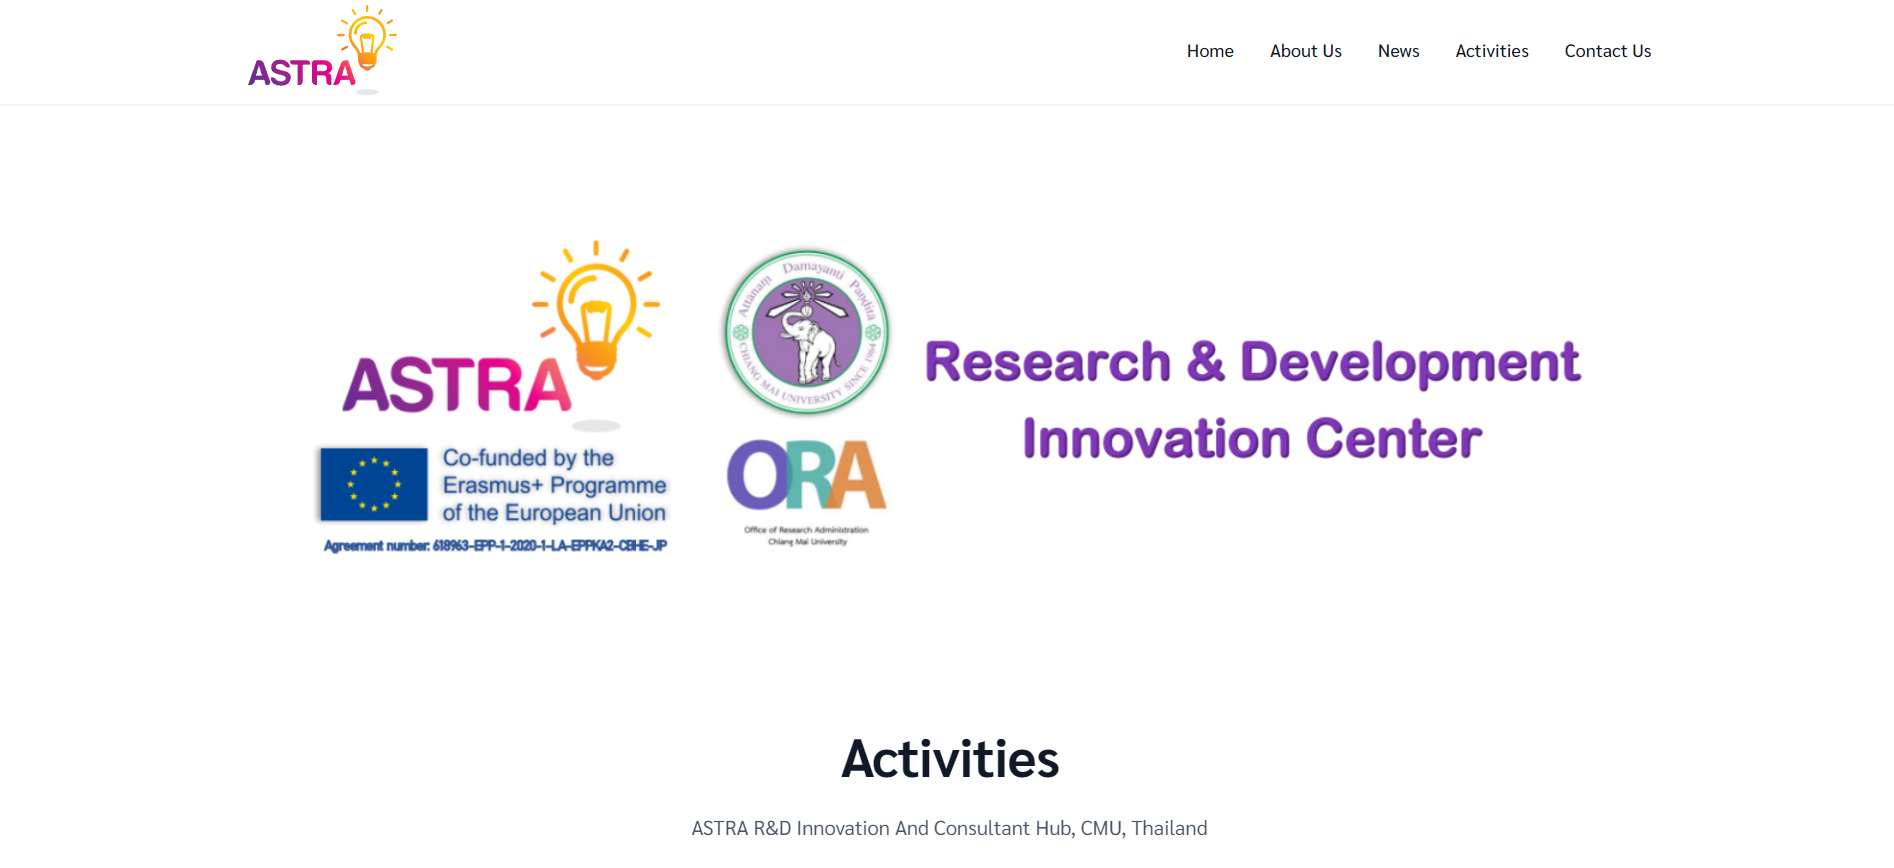 ASTRA
Home
About Us
News
Activities
Contact Us
ASTRA
Co-funded by the
Erasmus+ Programme
of the European Union
Agreement number: 618963-EPP-1-2020-1-LA-EPPKA2-CBHE-JP
Attānaṃ Damayanti Paṇḍitā
CHIANG MAI UNIVERSITY SINCE 1964
ORA
Office of Research Administration
Chiang Mai University
Research & Development
Innovation Center
Activities
ASTRA R&D Innovation And Consultant Hub, CMU, Thailand